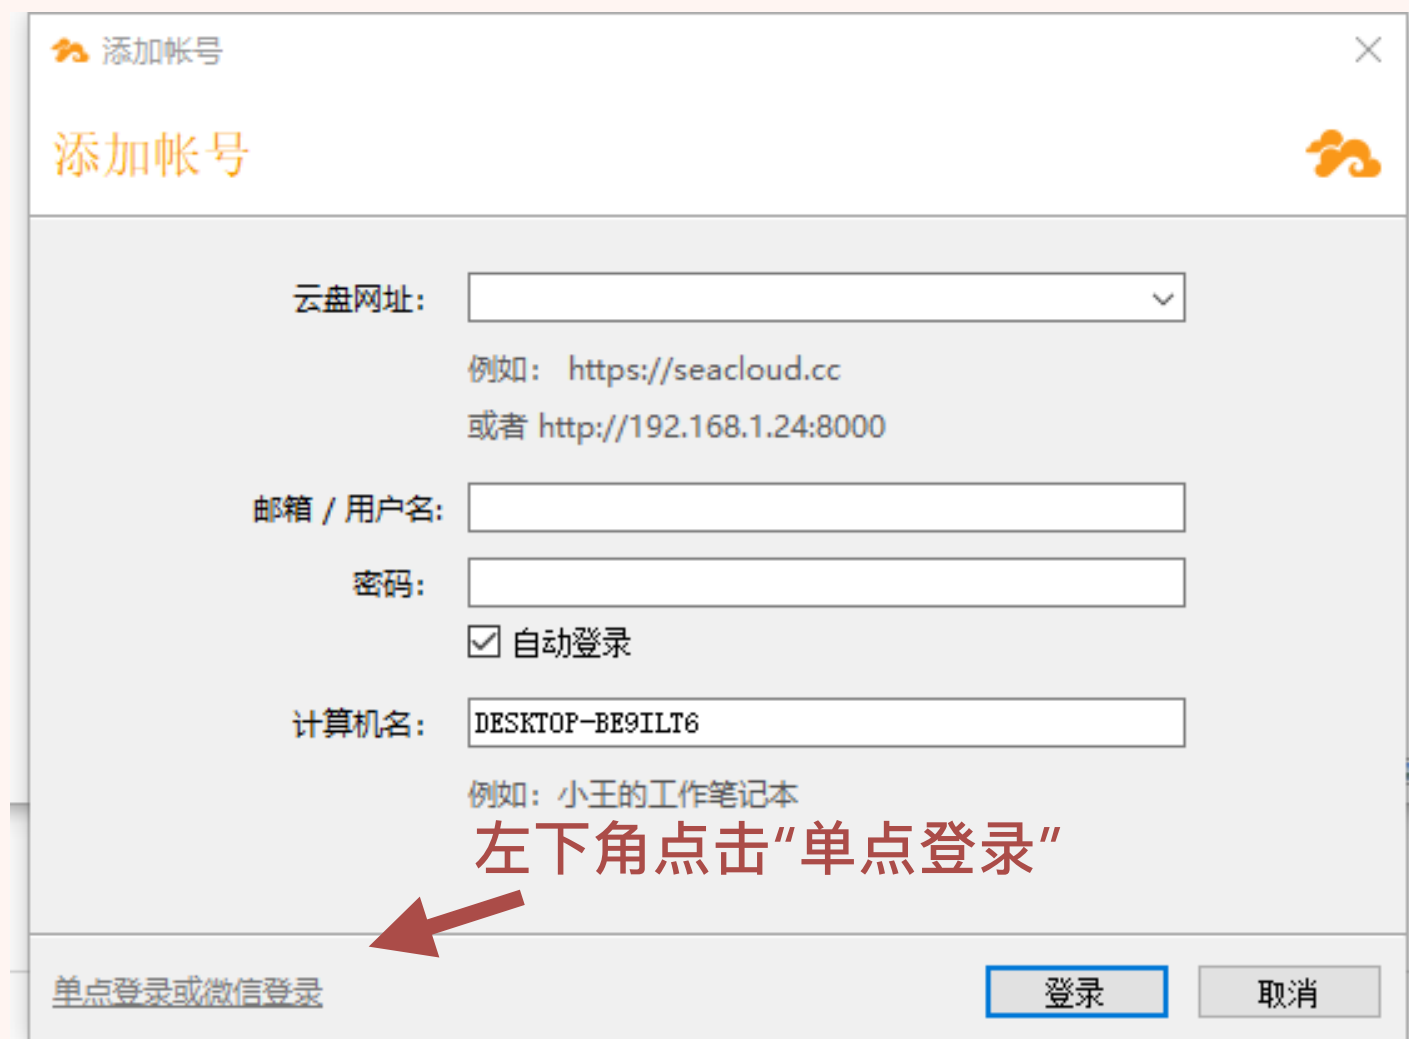 添加帐号
添加帐号
云盘网址：
例如： https://seacloud.cc
或者 http://192.168.1.24:8000
邮箱 / 用户名:
密码：
自动登录
计算机名：
DESKTOP-BE9ILT6
例如：小王的工作笔记本
左下角点击“单点登录”
单点登录或微信登录
登录
取消